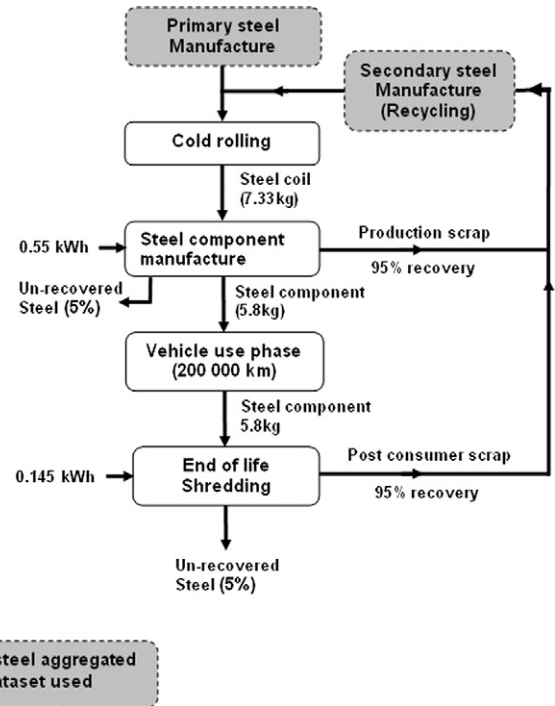 Primary steel
Manufacture
Secondary steel
Manufacture
(Recycling)
Cold rolling
Steel coil
(7.33kg)
0.55 kWh
Steel component
manufacture
Production scrap
95% recovery
Un-recovered
Steel (5%)
Steel component
(5.8kg)
Vehicle use phase
(200 000 km)
Steel component
5.8kg
0.145 kWh
End of life
Shredding
Post consumer scrap
95% recovery
Un-recovered
Steel (5%)
steel aggregated
used